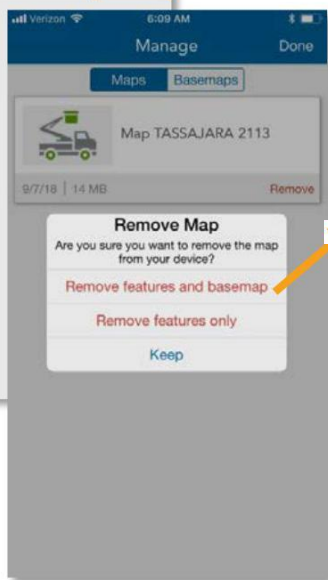 Verizon 6:09 AM
Manage Done
Maps Basemaps
Map TASSAJARA 2113
9/7/18 | 14 MB Remove
Remove Map
Are you sure you want to remove the map
from your device?
Remove features and basemap
Remove features only
Keep